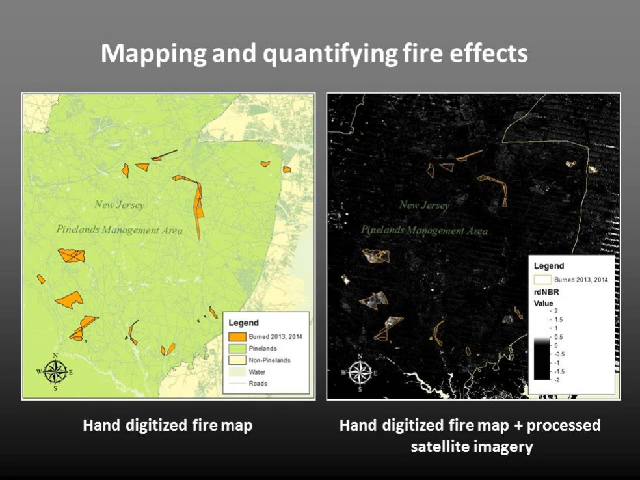 Mapping and quantifying fire effects
New Jersey
Pinelands Management Area
N
W
E
S
Legend
Burned 2013, 2014
Pinelands
Non-Pinelands
Water
Roads
New Jersey
Pinelands Management Area
N
W
E
S
Legend
Burned 2013, 2014
rdNBR
Value
2
1.5
1
0.5
0
-0.5
-1
-1.5
-2
Hand digitized fire map
Hand digitized fire map + processed
satellite imagery